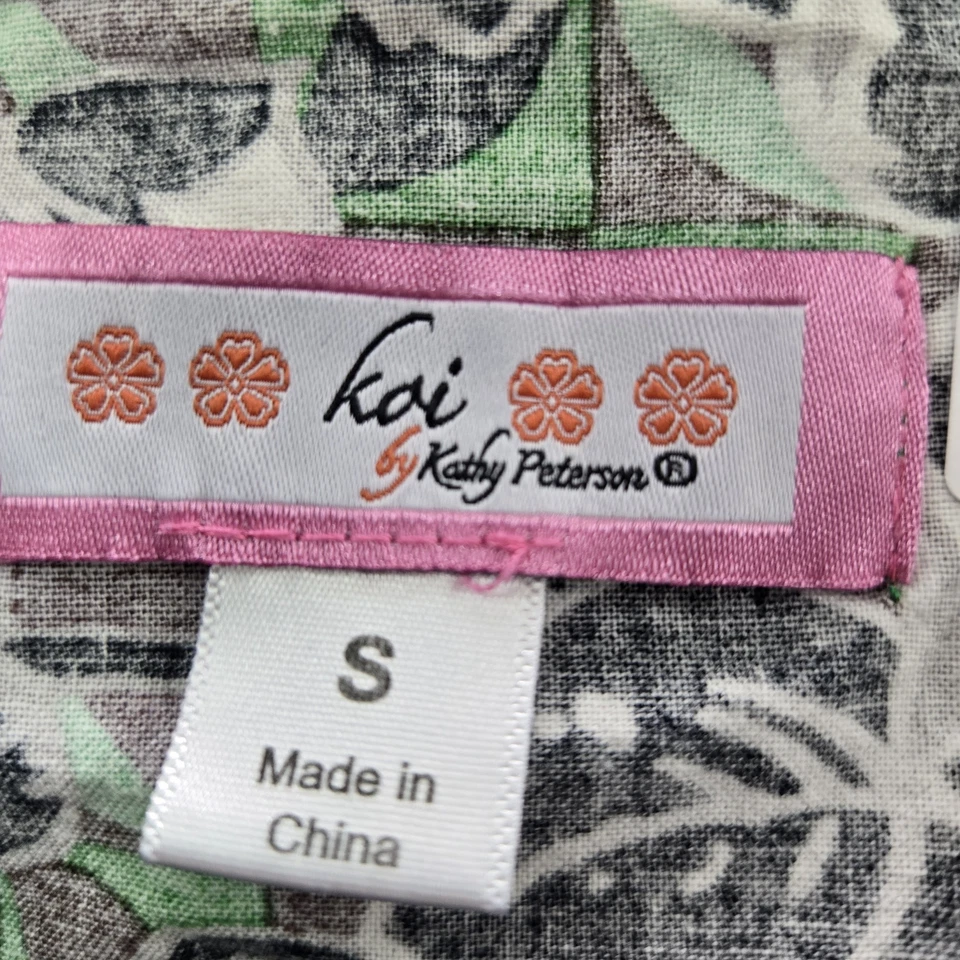 koi
by Kathy Peterson®
S
Made in
China